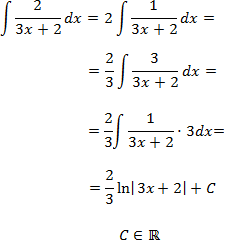 ∫ 2/(3x + 2) dx = 2 ∫ 1/(3x + 2) dx =
= 2/3 ∫ 3/(3x + 2) dx =
= 2/3 ∫ 1/(3x + 2) · 3dx=
= 2/3 ln|3x + 2| + C
C ∈ ℝ